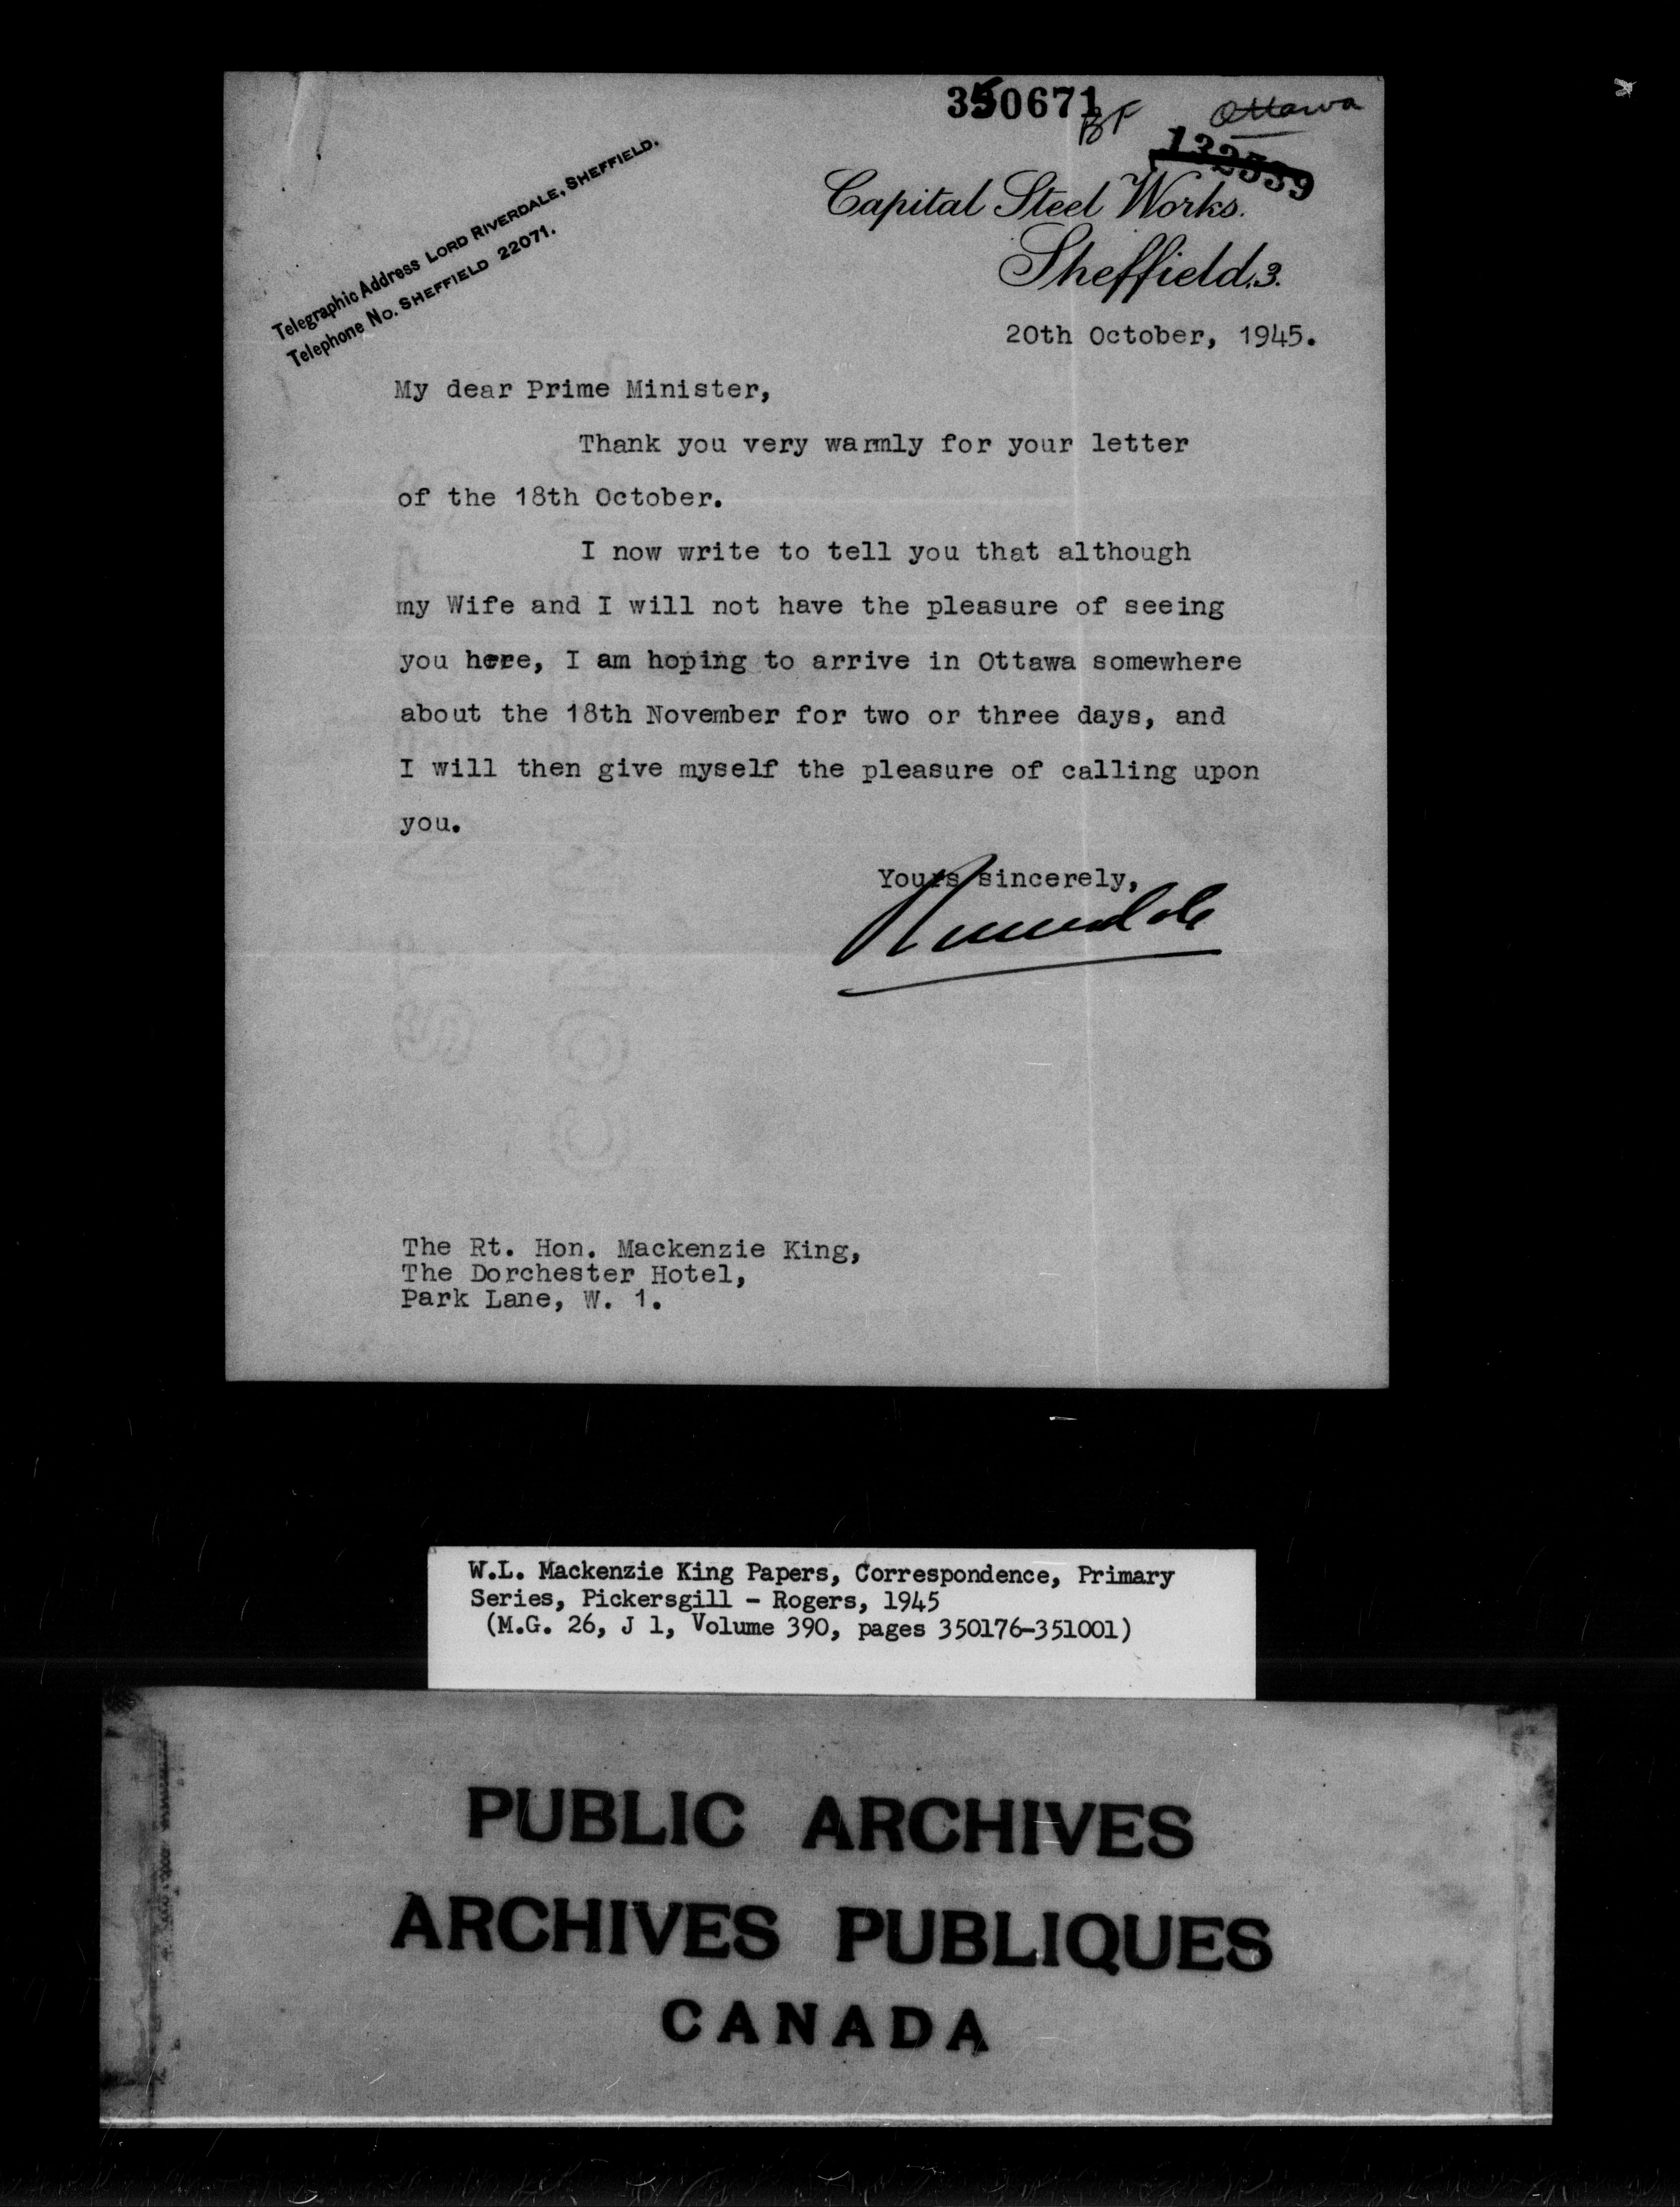 350671
BF
Ottawa
132539
Telegraphic Address LORD RIVERDALE, SHEFFIELD.
Telephone No. SHEFFIELD 22071.
Capital Steel Works.
Sheffield,3.
20th October, 1945.
My dear Prime Minister,
Thank you very warmly for your letter
of the 18th October.
I now write to tell you that although
my Wife and I will not have the pleasure of seeing
you here, I am hoping to arrive in Ottawa somewhere
about the 18th November for two or three days, and
I will then give myself the pleasure of calling upon
you.
Yours sincerely,
Riverdale
The Rt. Hon. Mackenzie King,
The Dorchester Hotel,
Park Lane, W. 1.
W.L. Mackenzie King Papers, Correspondence, Primary
Series, Pickersgill - Rogers, 1945
(M.G. 26, J 1, Volume 390, pages 350176-351001)
PUBLIC ARCHIVES
ARCHIVES PUBLIQUES
CANADA